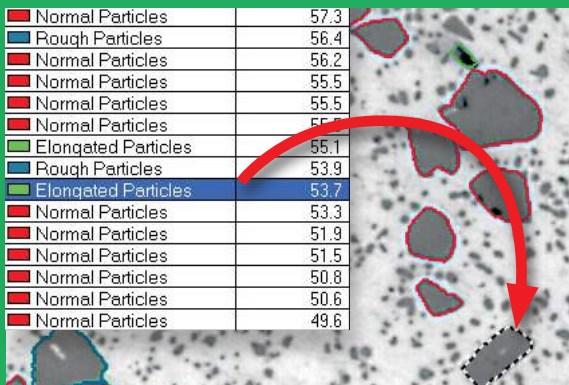 Normal Particles 57.3
Rough Particles 56.4
Normal Particles 56.2
Normal Particles 55.5
Normal Particles 55.5
Normal Particles
Elongated Particles 55.1
Rough Particles 53.9
Elongated Particles 53.7
Normal Particles 53.3
Normal Particles 51.9
Normal Particles 51.5
Normal Particles 50.8
Normal Particles 50.6
Normal Particles 49.6